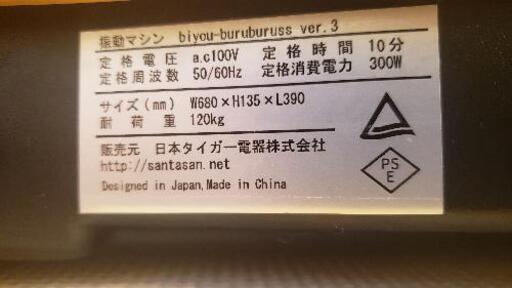 振動マシン biyou-buruburuss ver.3
定格電圧 a.c100V 定格時間 10分
定格周波数 50/60Hz 定格消費電力 300W
サイズ(mm) W680×H135×L390
耐荷重 120kg
販売元 日本タイガー電器株式会社
http://santasan.net
Designed in Japan,Made in China
PS
E